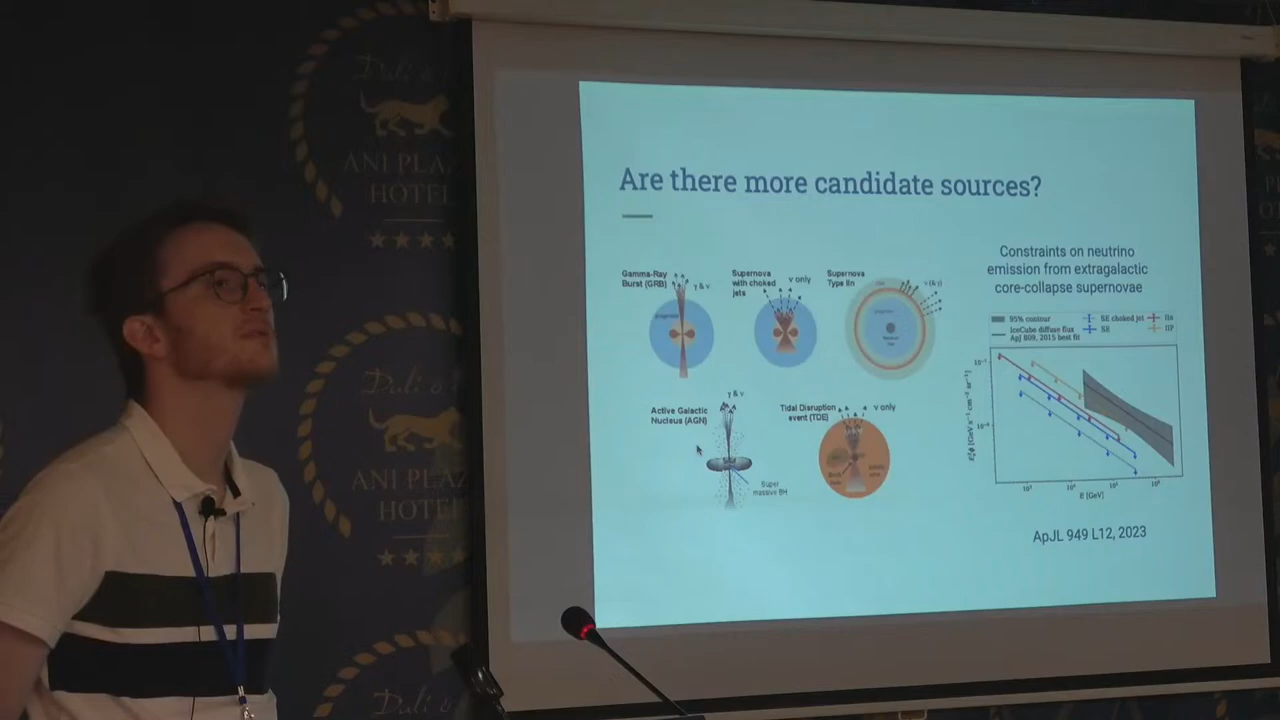 Are there more candidate sources?
Gamma-Ray
Burst (GRB)
γ & ν
Supernova
with choked
jets
ν only
Supernova
Type IIn
ν (& γ)
Active Galactic
Nucleus (AGN)
γ & ν
Super
massive BH
Tidal Disruption
event (TDE)
ν only
Constraints on neutrino
emission from extragalactic
core-collapse supernovae
95% contour
IceCube diffuse flux
ApJ 809, 2015 best fit
SE choked jet
SE
IIn
IIP
E [GeV]
ApJL 949 L12, 2023
ANI PLAZA
HOTEL
ANI PLAZ
HOTEL